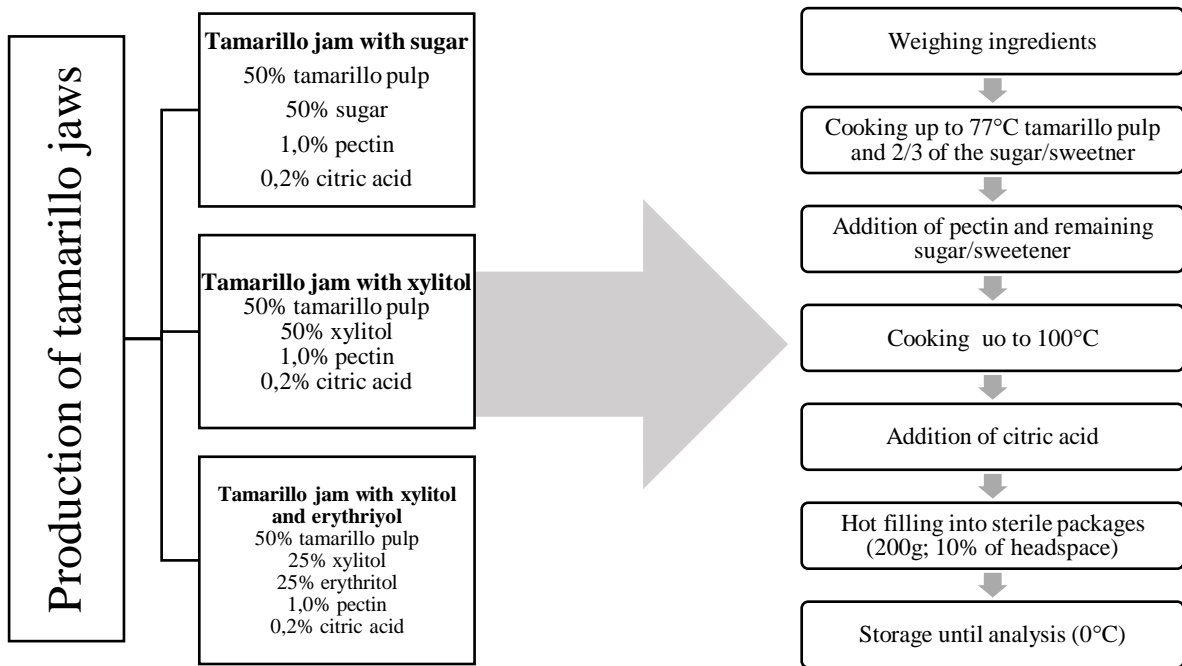 Production of tamarillo jaws
Tamarillo jam with sugar
50% tamarillo pulp
50% sugar
1,0% pectin
0,2% citric acid
Tamarillo jam with xylitol
50% tamarillo pulp
50% xylitol
1,0% pectin
0,2% citric acid
Tamarillo jam with xylitol
and erythriyol
50% tamarillo pulp
25% xylitol
25% erythritol
1,0% pectin
0,2% citric acid
Weighing ingredients
Cooking up to 77°C tamarillo pulp
and 2/3 of the sugar/sweetner
Addition of pectin and remaining
sugar/sweetener
Cooking uo to 100°C
Addition of citric acid
Hot filling into sterile packages
(200g; 10% of headspace)
Storage until analysis (0°C)